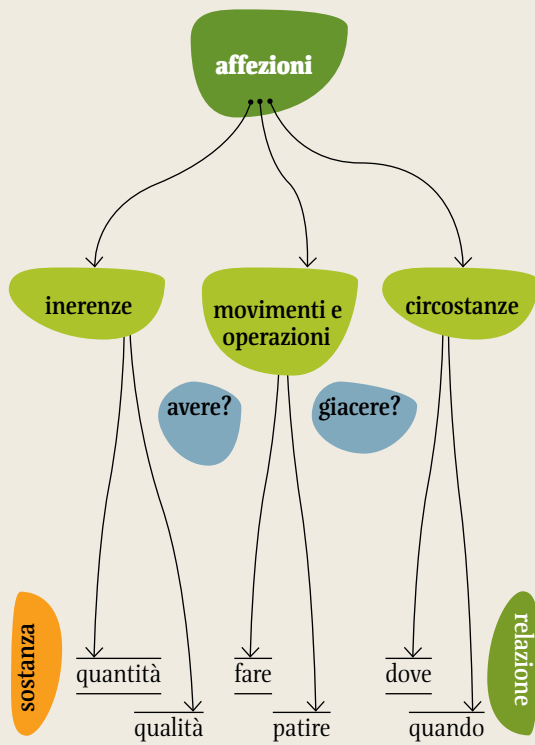 affezioni
inerenze
movimenti e
operazioni
circostanze
avere?
giacere?
sostanza
quantità
qualità
fare
patire
dove
quando
relazione